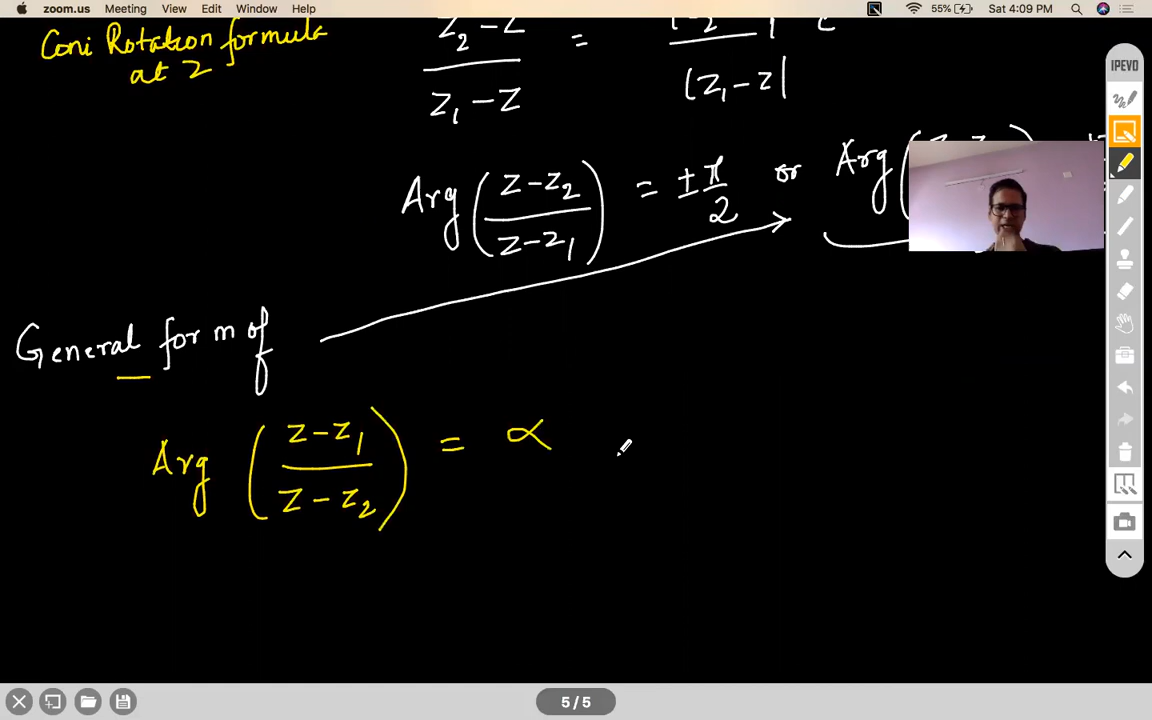 zoom.us Meeting View Edit Window Help 55% Sat 4:09 PM
IPEVO
Coni Rotation formula
at z
z₂ - z
——— = ———
z₁ - z |z₁ - z|
Arg((z - z₂)/(z - z₁)) = ± π/2 or Arg(
General form of
Arg((z - z₁)/(z - z₂)) = α
5 / 5